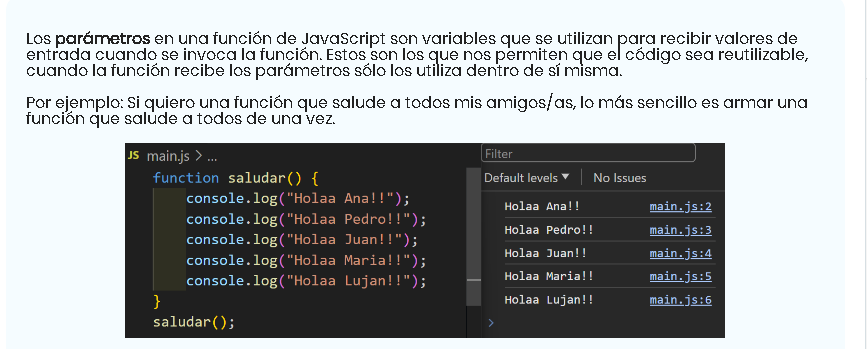 Los parámetros en una función de JavaScript son variables que se utilizan para recibir valores de
entrada cuando se invoca la función. Estos son los que nos permiten que el código sea reutilizable,
cuando la función recibe los parámetros sólo los utiliza dentro de sí misma.
Por ejemplo: Si quiero una función que salude a todos mis amigos/as, lo más sencillo es armar una
función que salude a todos de una vez.
JS main.js > ...
function saludar() {
console.log("Holaa Ana!!");
console.log("Holaa Pedro!!");
console.log("Holaa Juan!!");
console.log("Holaa Maria!!");
console.log("Holaa Lujan!!");
}
saludar();
Filter
Default levels ▼ No Issues
Holaa Ana!! main.js:2
Holaa Pedro!! main.js:3
Holaa Juan!! main.js:4
Holaa Maria!! main.js:5
Holaa Lujan!! main.js:6
>